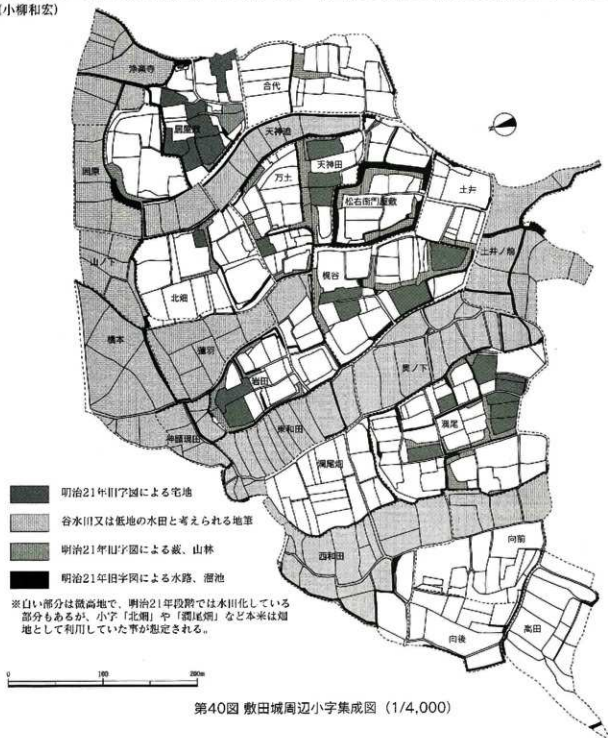 (小柳和宏)
浄高寺
居屋敷
合代
天神迫
天神田
万土
松右衛門屋敷
土井
土井ノ前
山ノ下
北畑
梶谷
橋本
岩田
東和田
濁尾畑
西和田
向前
向後
高田
明治21年旧字図による宅地
谷水田又は低地の水田と考えられる地筆
明治21年旧字図による藪、山林
明治21年旧字図による水路、溜池
※白い部分は微高地で、明治21年段階では水田化している
部分もあるが、小字「北畑」や「濁尾畑」など本来は畑
地として利用していた事が想定される。
0
200m
第40図 敷田城周辺小字集成図 (1/4,000)